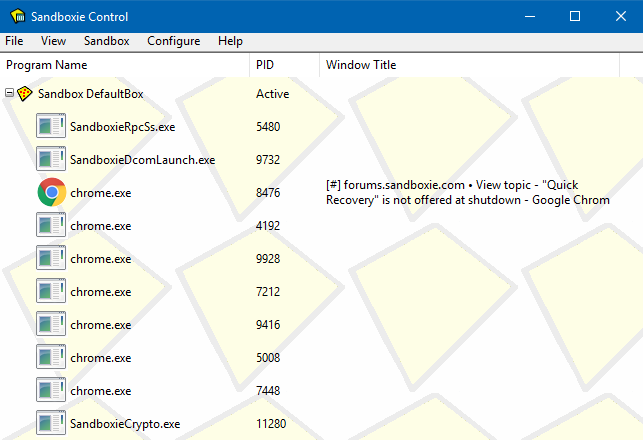 Sandboxie Control
File View Sandbox Configure Help
Program Name PID Window Title
Sandbox DefaultBox Active
SandboxieRpcSs.exe 5480
SandboxieDcomLaunch.exe 9732
chrome.exe 8476 [#] forums.sandboxie.com • View topic - "Quick
Recovery" is not offered at shutdown - Google Chrom
chrome.exe 4192
chrome.exe 9928
chrome.exe 7212
chrome.exe 9416
chrome.exe 5008
chrome.exe 7448
SandboxieCrypto.exe 11280